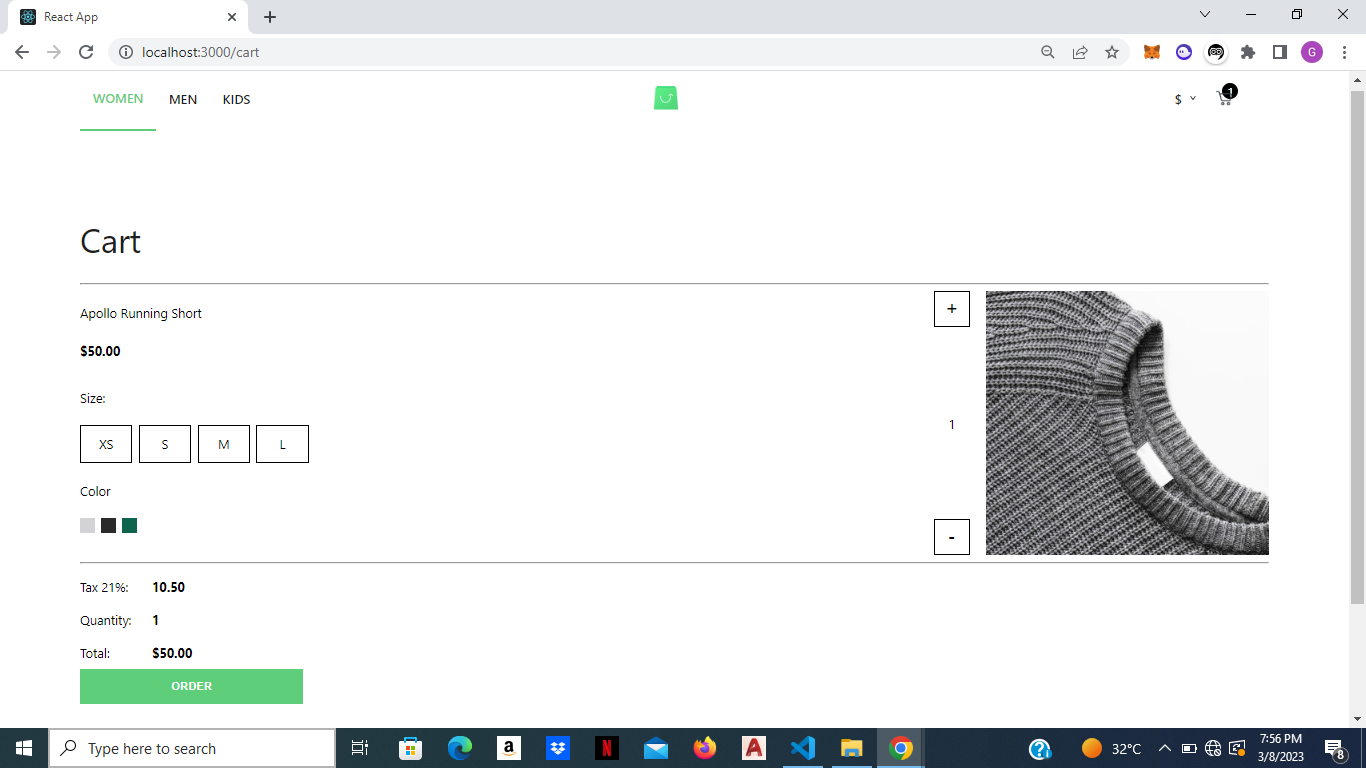 React App
localhost:3000/cart
G
WOMEN MEN KIDS
$ 1
Cart
Apollo Running Short
$50.00
Size:
XS S M L
Color
+
1
-
Tax 21%: 10.50
Quantity: 1
Total: $50.00
ORDER
Type here to search
32°C
7:56 PM
3/8/2023
8